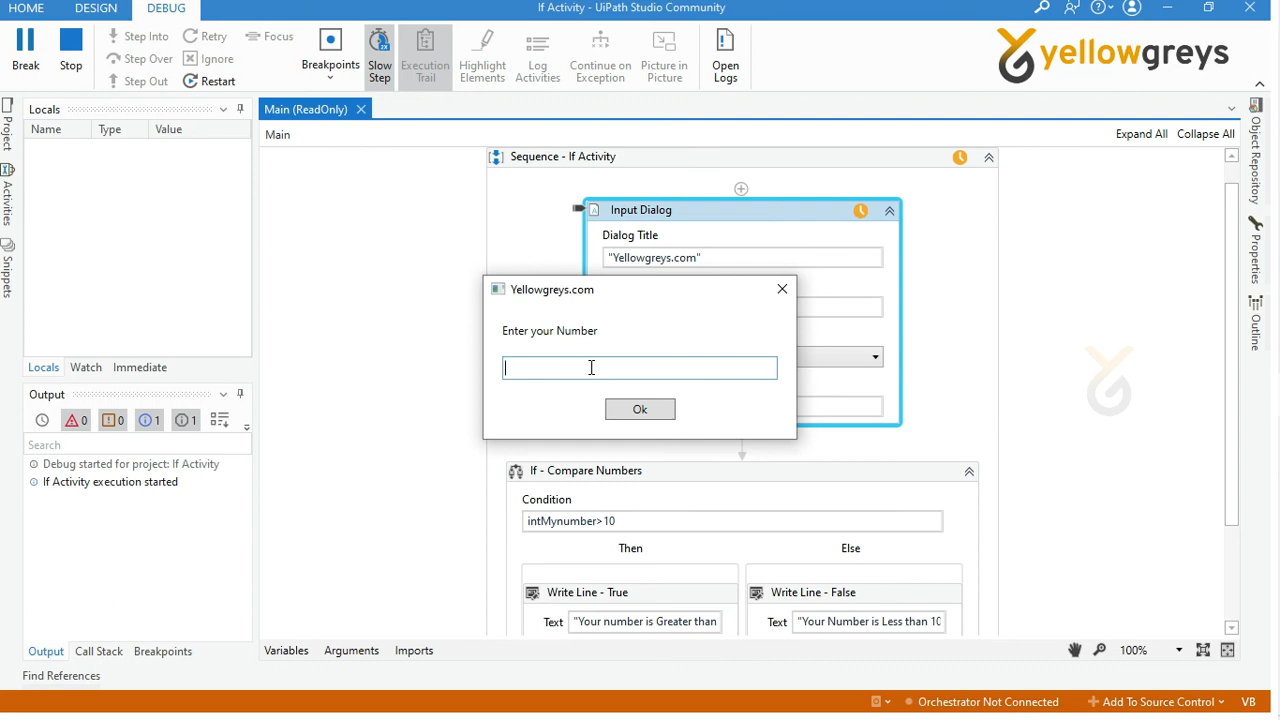 HOME DESIGN DEBUG If Activity - UiPath Studio Community
Break Stop Step Into Retry Focus
Step Over Ignore
Step Out Restart
Breakpoints Slow Step Execution Trail Highlight Elements Log Activities Continue on Exception Picture in Picture Open Logs
yellowgreys
Project
Activities
Snippets
Locals
Name Type Value
Locals Watch Immediate
Output
0 0 1 1
Search
Debug started for project: If Activity
If Activity execution started
Output Call Stack Breakpoints
Find References
Main (ReadOnly)
Main Expand All Collapse All
Sequence - If Activity
Input Dialog
Dialog Title
"Yellowgreys.com"
Yellowgreys.com
Enter your Number
Ok
If - Compare Numbers
Condition
intMynumber>10
Then Else
Write Line - True Write Line - False
Text "Your number is Greater than Text "Your Number is Less than 10
Variables Arguments Imports 100%
Object Repository
Properties
Outline
Orchestrator Not Connected Add To Source Control VB